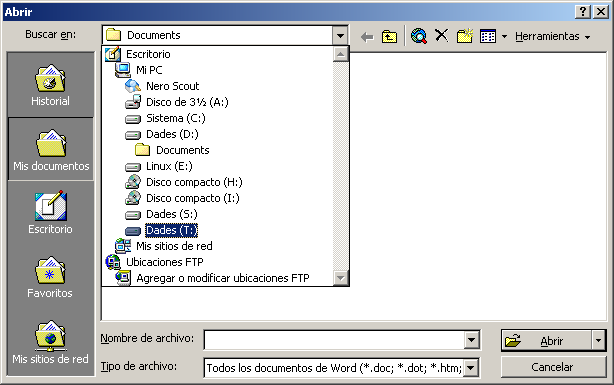 Abrir
Buscar en:
Documents
Herramientas
Escritorio
Mi PC
Nero Scout
Disco de 3½ (A:)
Sistema (C:)
Dades (D:)
Documents
Linux (E:)
Disco compacto (H:)
Disco compacto (I:)
Dades (S:)
Dades (T:)
Mis sitios de red
Ubicaciones FTP
Agregar o modificar ubicaciones FTP
Historial
Mis documentos
Escritorio
Favoritos
Mis sitios de red
Nombre de archivo:
Abrir
Tipo de archivo:
Todos los documentos de Word (*.doc; *.dot; *.htm;
Cancelar